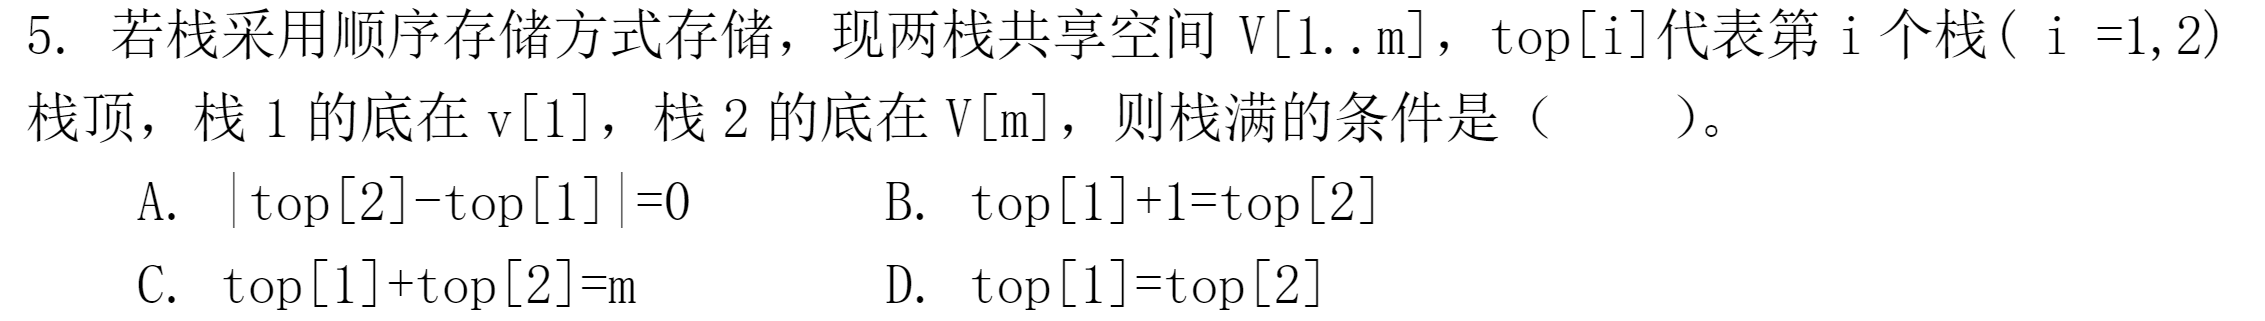 5. 若栈采用顺序存储方式存储，现两栈共享空间 V[1..m]，top[i]代表第 i 个栈( i =1,2)
栈顶，栈 1 的底在 v[1]，栈 2 的底在 V[m]，则栈满的条件是（    ）。
A. |top[2]-top[1]|=0    B. top[1]+1=top[2]
C. top[1]+top[2]=m    D. top[1]=top[2]